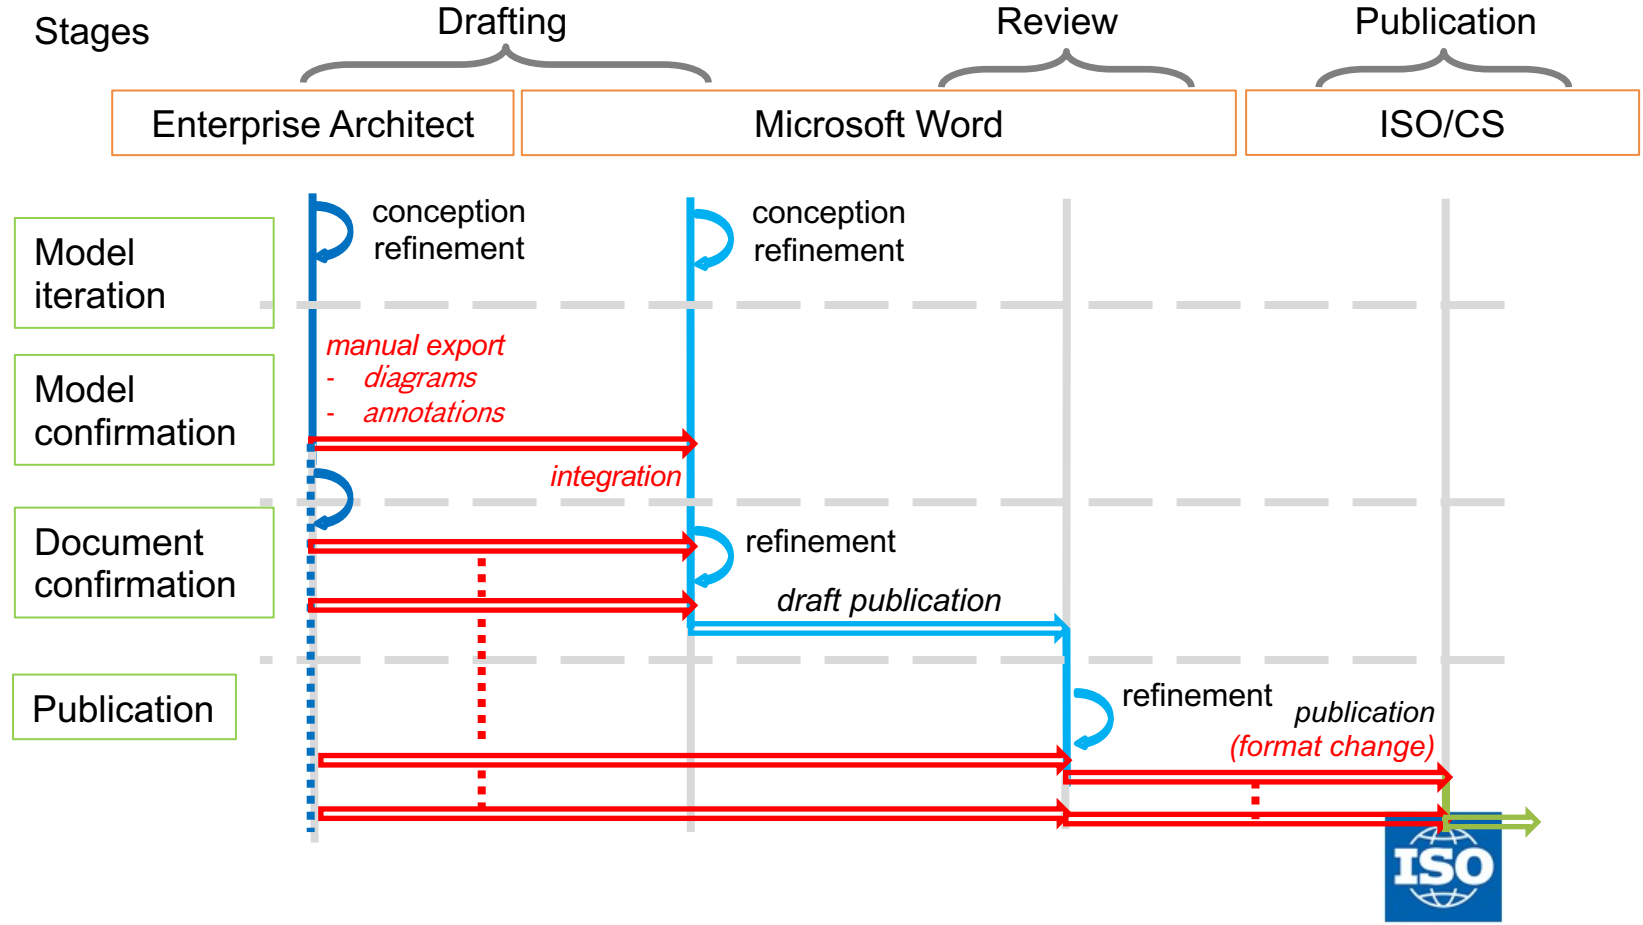 Stages
Drafting
Review
Publication
Enterprise Architect
Microsoft Word
ISO/CS
Model
iteration
conception
refinement
conception
refinement
Model
confirmation
manual export
- diagrams
- annotations
integration
Document
confirmation
refinement
draft publication
Publication
refinement
publication
(format change)
ISO